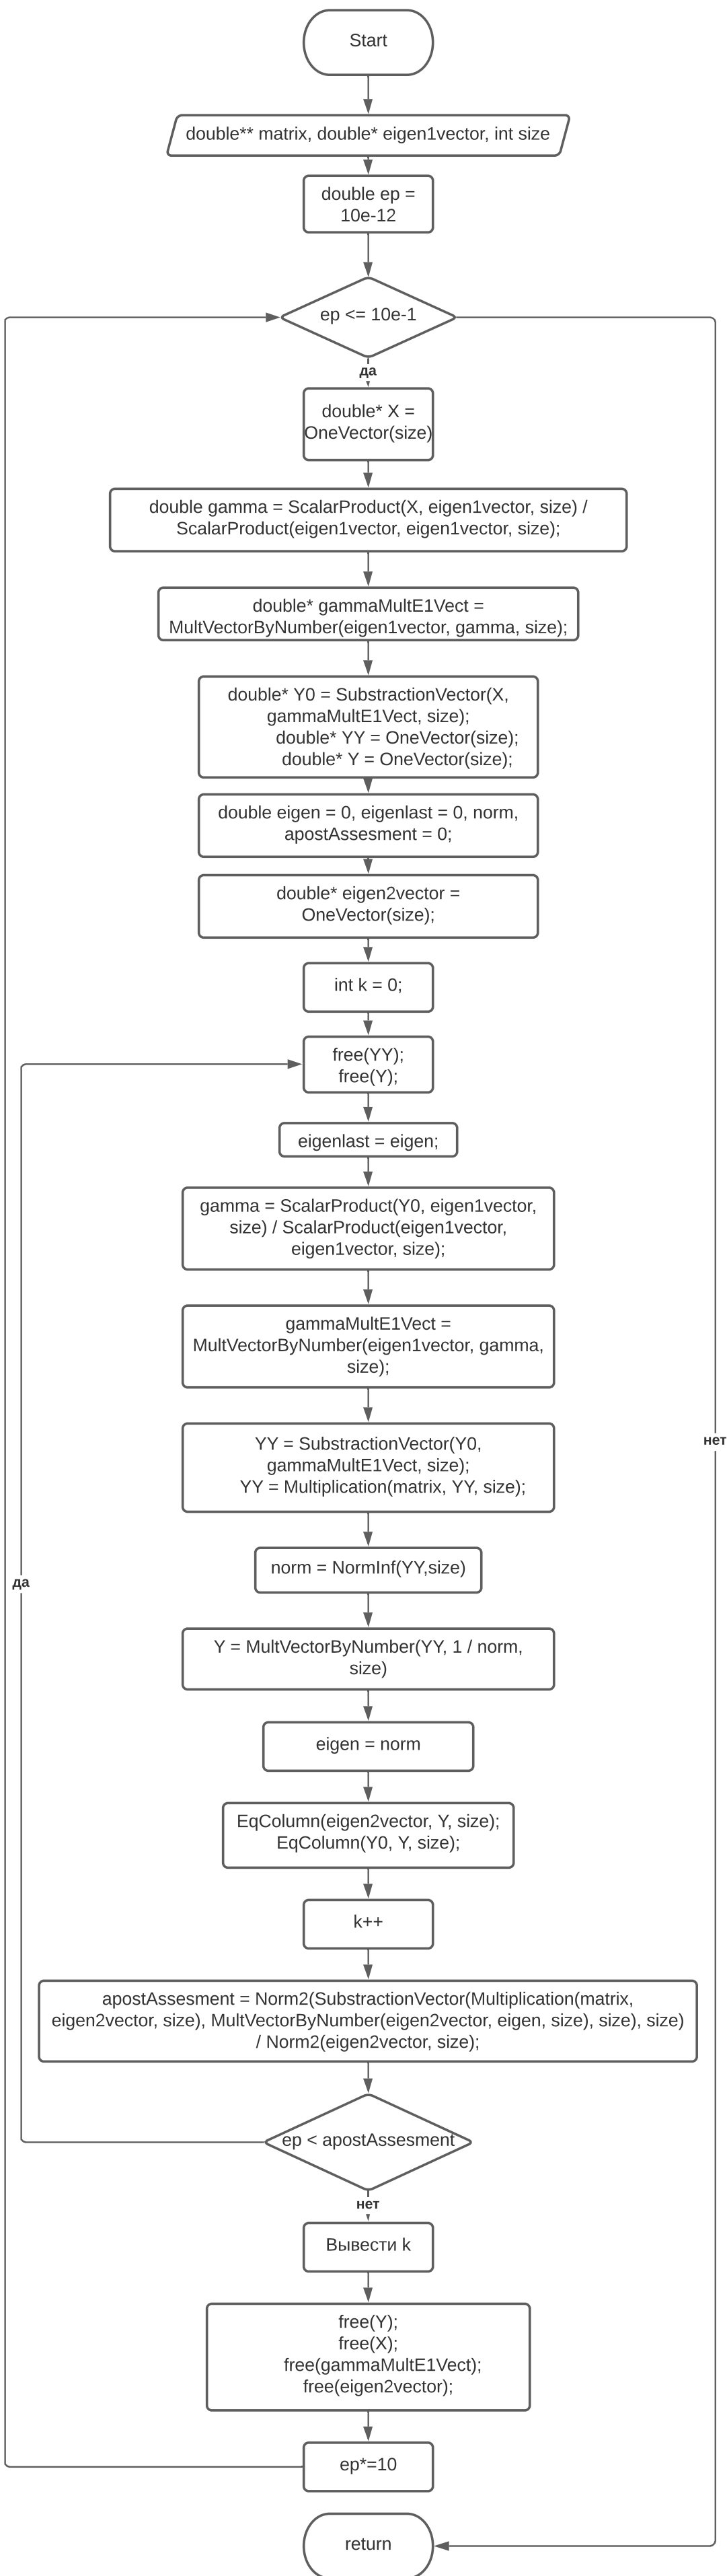 Start
double** matrix, double* eigen1vector, int size
double ep =
10e-12
ep <= 10e-1
да
double* X =
OneVector(size)
double gamma = ScalarProduct(X, eigen1vector, size) /
ScalarProduct(eigen1vector, eigen1vector, size);
double* gammaMultE1Vect =
MultVectorByNumber(eigen1vector, gamma, size);
double* Y0 = SubstractionVector(X,
gammaMultE1Vect, size);
double* YY = OneVector(size);
double* Y = OneVector(size);
double eigen = 0, eigenlast = 0, norm,
apostAssesment = 0;
double* eigen2vector =
OneVector(size);
int k = 0;
free(YY);
free(Y);
eigenlast = eigen;
gamma = ScalarProduct(Y0, eigen1vector,
size) / ScalarProduct(eigen1vector,
eigen1vector, size);
gammaMultE1Vect =
MultVectorByNumber(eigen1vector, gamma,
size);
YY = SubstractionVector(Y0,
gammaMultE1Vect, size);
YY = Multiplication(matrix, YY, size);
нет
norm = NormInf(YY,size)
да
Y = MultVectorByNumber(YY, 1 / norm,
size)
eigen = norm
EqColumn(eigen2vector, Y, size);
EqColumn(Y0, Y, size);
k++
apostAssesment = Norm2(SubstractionVector(Multiplication(matrix,
eigen2vector, size), MultVectorByNumber(eigen2vector, eigen, size), size), size)
/ Norm2(eigen2vector, size);
ep < apostAssesment
нет
Вывести k
free(Y);
free(X);
free(gammaMultE1Vect);
free(eigen2vector);
ep*=10
return